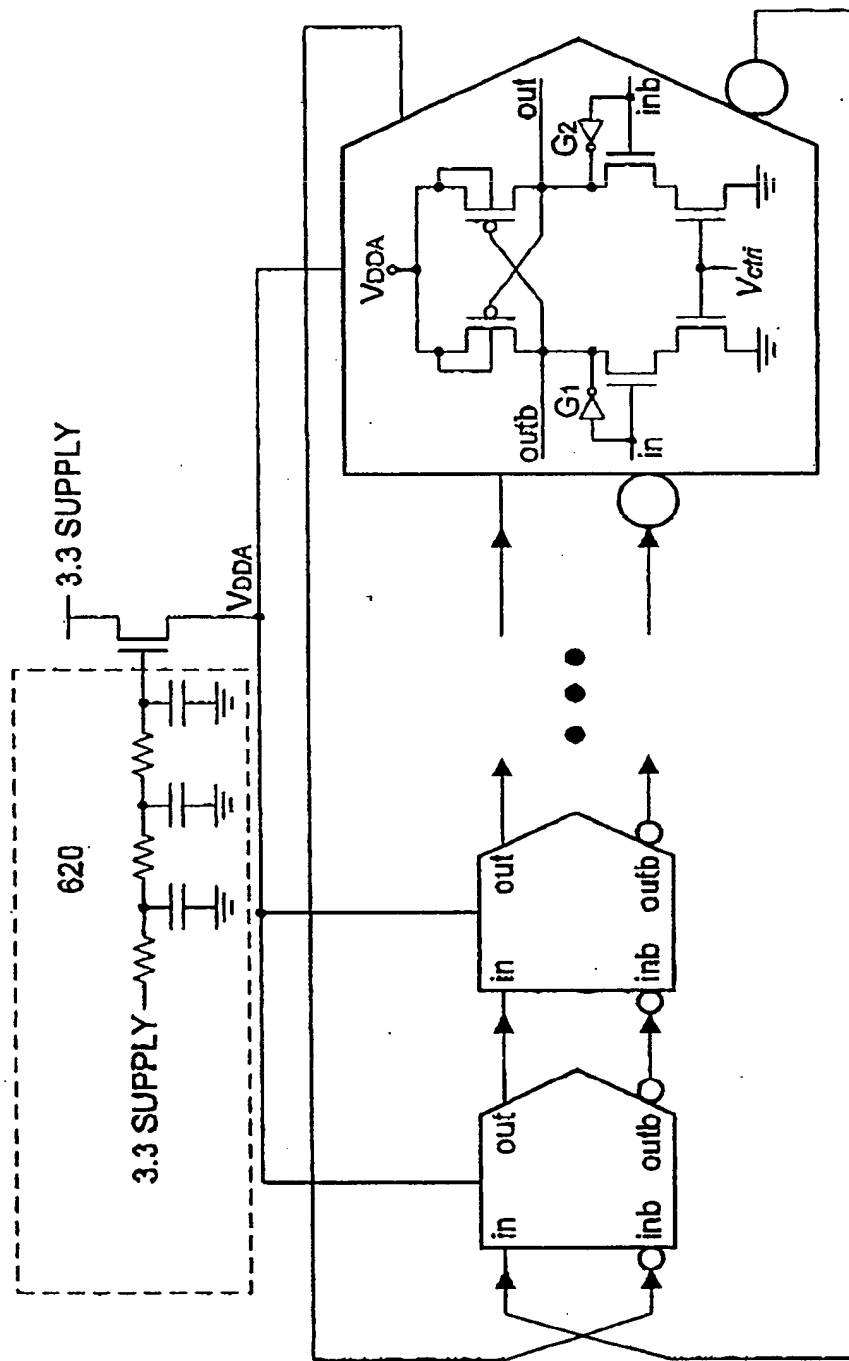 620
3.3 SUPPLY
3.3 SUPPLY
VDDA
in
out
inb
outb
in
out
inb
outb
VDDA
outb
out
G1
G2
in
inb
Vctrl